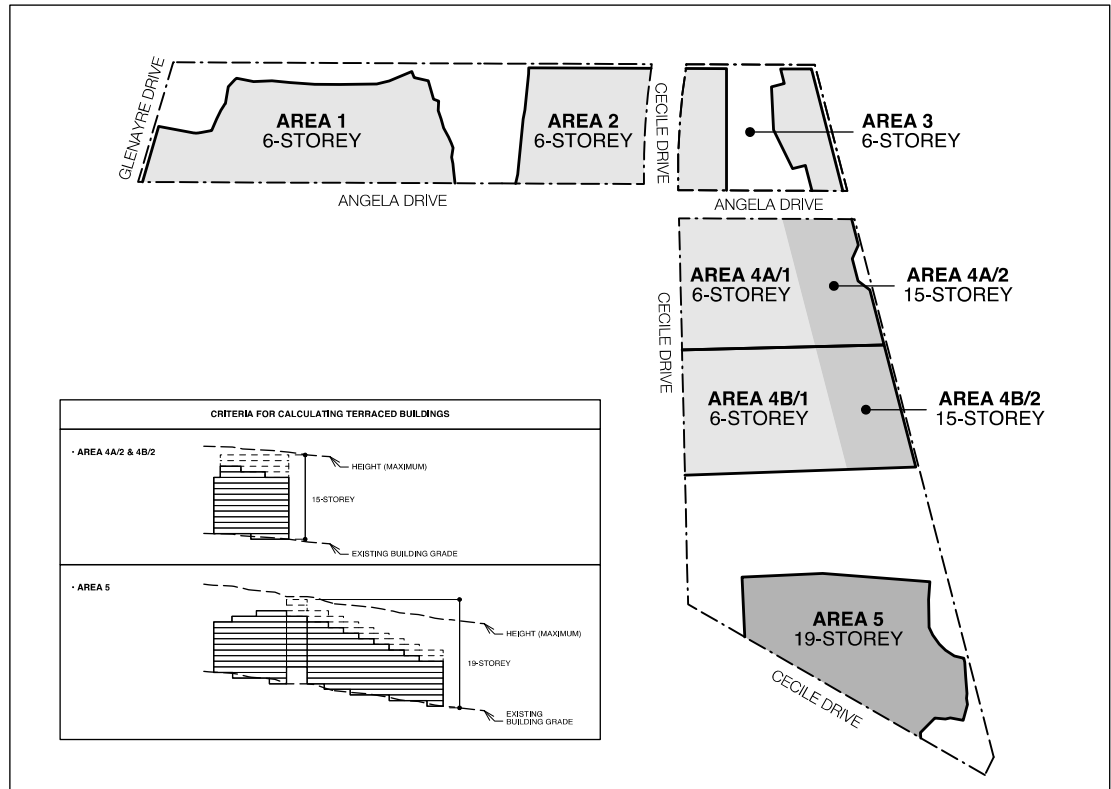 GLENAYRE DRIVE
AREA 1
6-STOREY
AREA 2
6-STOREY
CECILE DRIVE
AREA 3
6-STOREY
ANGELA DRIVE
ANGELA DRIVE
AREA 4A/1
6-STOREY
AREA 4A/2
15-STOREY
CECILE DRIVE
AREA 4B/1
6-STOREY
AREA 4B/2
15-STOREY
AREA 5
19-STOREY
CECILE DRIVE
CRITERIA FOR CALCULATING TERRACED BUILDINGS
• AREA 4A/2 & 4B/2
HEIGHT (MAXIMUM)
15-STOREY
EXISTING BUILDING GRADE
• AREA 5
HEIGHT (MAXIMUM)
19-STOREY
EXISTING
BUILDING GRADE